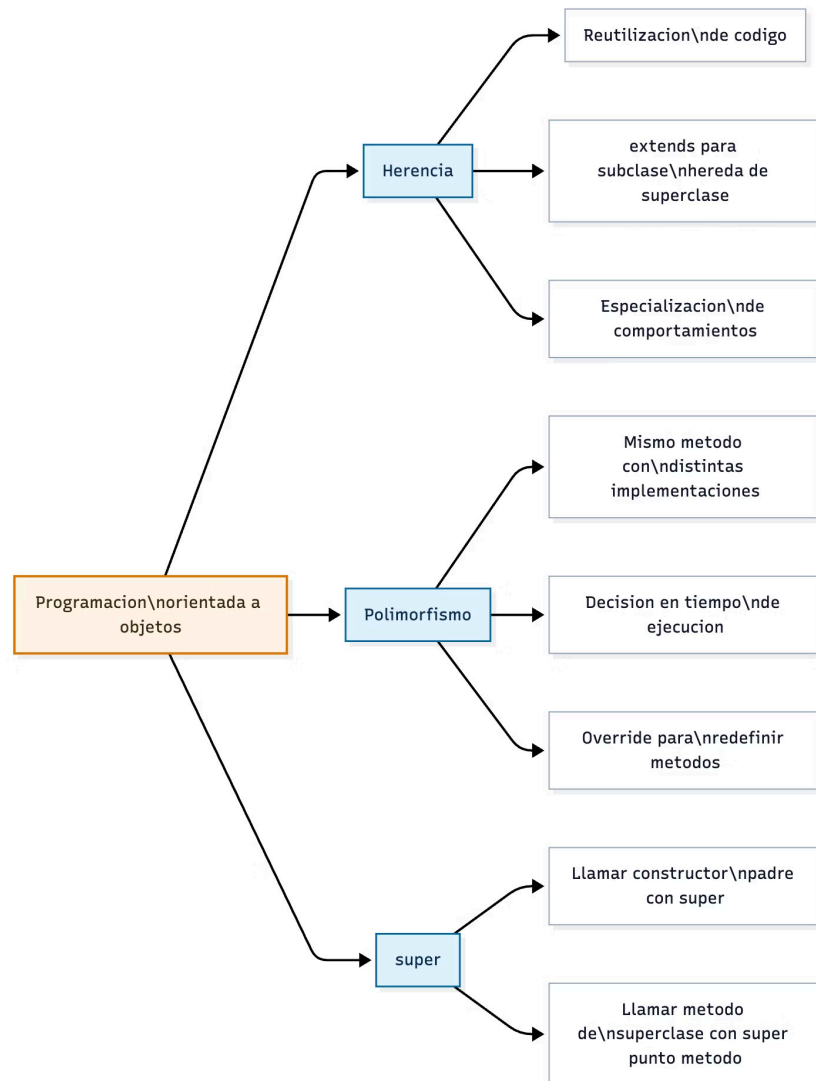 Reutilizacion\nde codigo
Herencia
extends para
subclase\nhereda de
superclase
Especializacion\nde
comportamientos
Mismo metodo
con\ndistintas
implementaciones
Programacion\norientada a
objetos
Polimorfismo
Decision en tiempo\nde
ejecucion
Override para\nredefinir
metodos
Llamar constructor\npadre
con super
super
Llamar metodo
de\nsuperclase con super
punto metodo